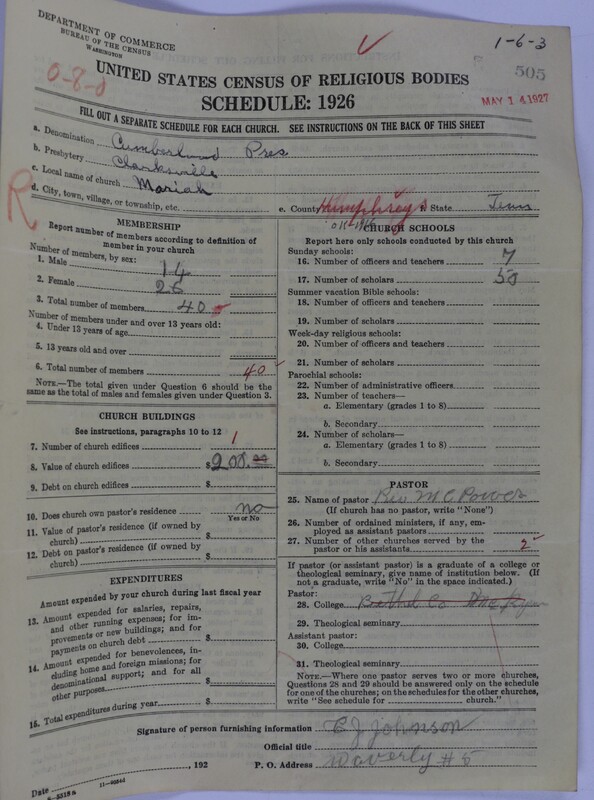 DEPARTMENT OF COMMERCE
BUREAU OF THE CENSUS
WASHINGTON
1-6-3
505
MAY 14 1927
0-8-0
UNITED STATES CENSUS OF RELIGIOUS BODIES
SCHEDULE: 1926
FILL OUT A SEPARATE SCHEDULE FOR EACH CHURCH. SEE INSTRUCTIONS ON THE BACK OF THIS SHEET
a. Denomination Cumberland Pres
b. Presbytery Clarksville
c. Local name of church Mariah
d. City, town, village, or township, etc.
e. County Humphreys f. State Tenn
R
MEMBERSHIP
Report number of members according to definition of member in your church
Number of members, by sex:
1. Male 14
2. Female 26
3. Total number of members 40
Number of members under and over 13 years old:
4. Under 13 years of age
5. 13 years old and over
6. Total number of members 40
NOTE.—The total given under Question 6 should be the same as the total of males and females given under Question 3.
CHURCH BUILDINGS
See instructions, paragraphs 10 to 12
7. Number of church edifices 1
8. Value of church edifices $ 200.00
9. Debt on church edifices $
10. Does church own pastor's residence no
Yes or No
11. Value of pastor's residence (if owned by church) $
12. Debt on pastor's residence (if owned by church) $
EXPENDITURES
Amount expended by your church during last fiscal year
13. Amount expended for salaries, repairs, and other running expenses; for improvements or new buildings; and for payments on church debt $
14. Amount expended for benevolences, including home and foreign missions; for denominational support; and for all other purposes $
15. Total expenditures during year $
CHURCH SCHOOLS
Report here only schools conducted by this church
Sunday schools:
16. Number of officers and teachers 7
17. Number of scholars 50
Summer vacation Bible schools:
18. Number of officers and teachers
19. Number of scholars
Week-day religious schools:
20. Number of officers and teachers
21. Number of scholars
Parochial schools:
22. Number of administrative officers
23. Number of teachers—
a. Elementary (grades 1 to 8)
b. Secondary
24. Number of scholars—
a. Elementary (grades 1 to 8)
b. Secondary
PASTOR
25. Name of pastor Rev M. C. Power
(If church has no pastor, write "None")
26. Number of ordained ministers, if any, employed as assistant pastors
27. Number of other churches served by the pastor or his assistants 2
If pastor (or assistant pastor) is a graduate of a college or theological seminary, give name of institution below. (If not a graduate, write "No" in the space indicated.)
Pastor:
28. College Bethel Co
29. Theological seminary
Assistant pastor:
30. College
31. Theological seminary
NOTE.—Where one pastor serves two or more churches, Questions 28 and 29 should be answered only on the schedule for one of the churches; on the schedules for the other churches, write "See schedule for church."
Signature of person furnishing information C J Johnson
Official title
Date , 192 P. O. Address Waverly #5
8-5318a 11-